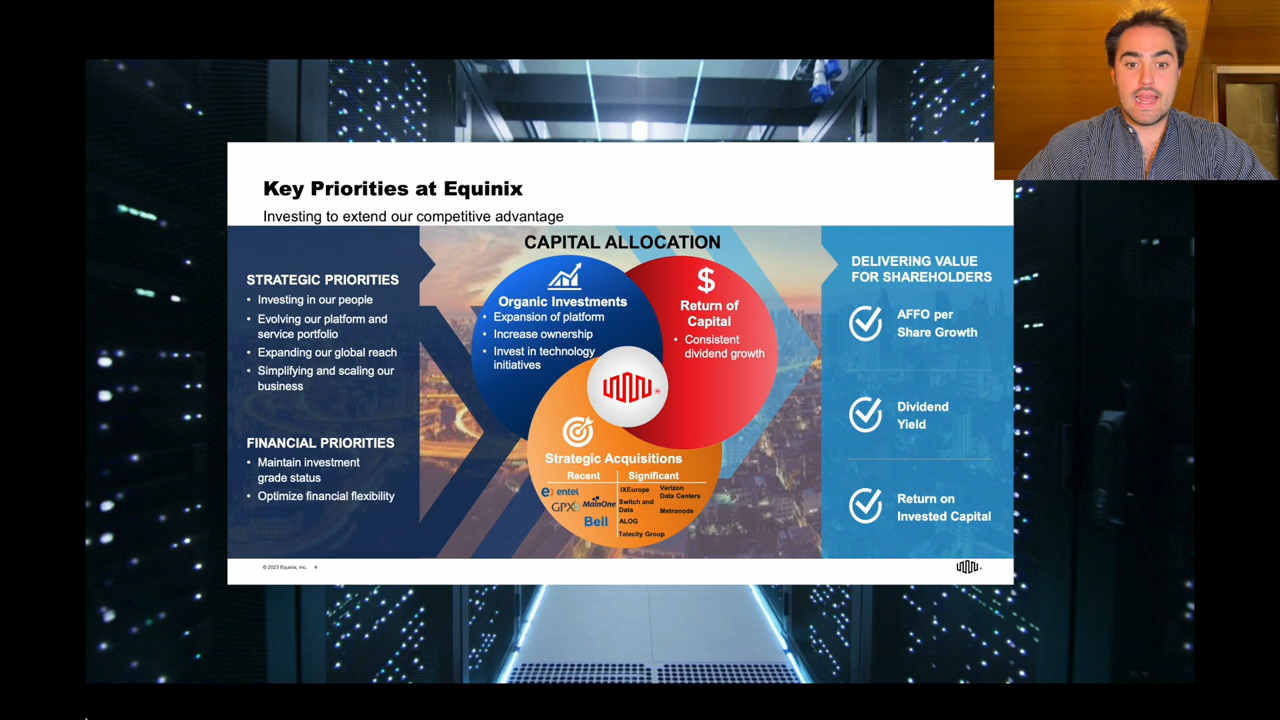 Key Priorities at Equinix
Investing to extend our competitive advantage
CAPITAL ALLOCATION
STRATEGIC PRIORITIES
• Investing in our people
• Evolving our platform and
service portfolio
• Expanding our global reach
• Simplifying and scaling our
business
FINANCIAL PRIORITIES
• Maintain investment
grade status
• Optimize financial flexibility
Organic Investments
• Expansion of platform
• Increase ownership
• Invest in technology
initiatives
$
Return of
Capital
• Consistent
dividend growth
Strategic Acquisitions
Recent
entel
GPX
MainOne
Bell
Significant
IXEurope
Switch and
Data
ALOG
Telecity Group
Verizon
Data Centers
Metronode
DELIVERING VALUE
FOR SHAREHOLDERS
AFFO per
Share Growth
Dividend
Yield
Return on
Invested Capital
© 2023 Equinix, Inc. 4